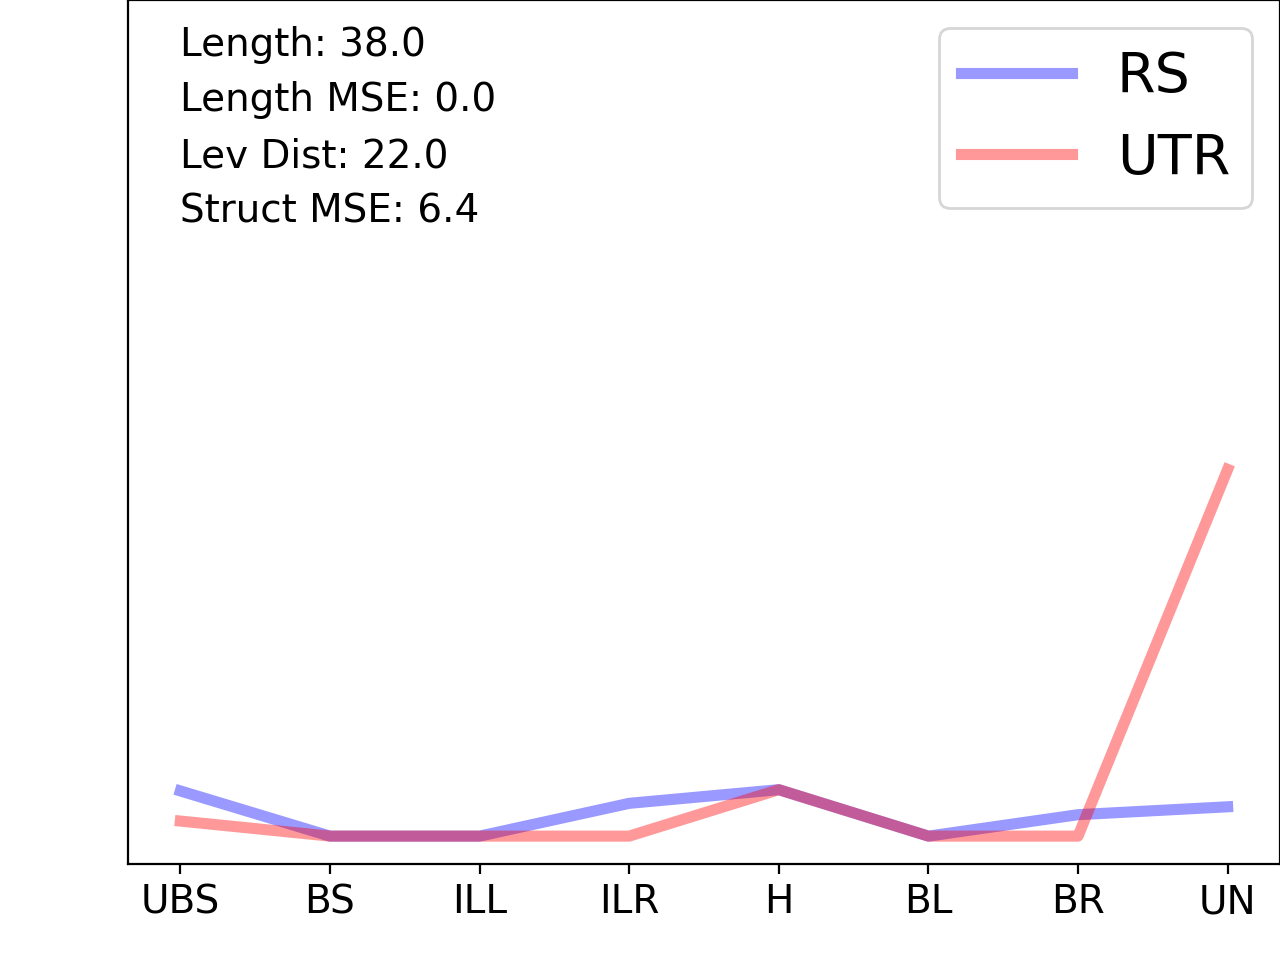 Length: 38.0
Length MSE: 0.0
Lev Dist: 22.0
Struct MSE: 6.4
RS
UTR
UBS BS ILL ILR H BL BR UN